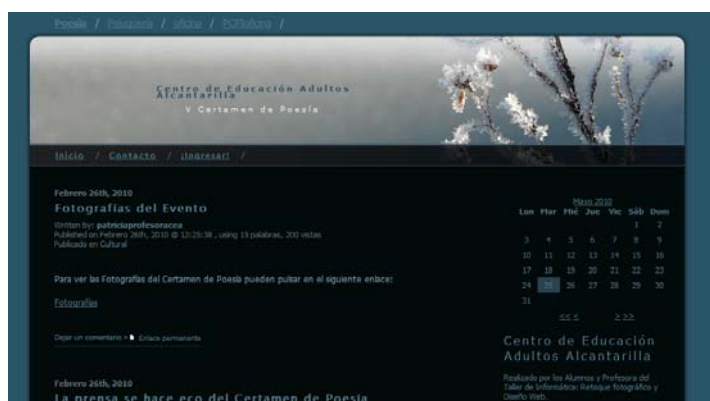 Poesía / Peluquería / oficina / PCPIoficina /
Centro de Educación Adultos
Alcantarilla
V Certamen de Poesía
Inicio / Contacto / ¡Ingresar! /
Febrero 26th, 2010
Fotografías del Evento
Written by: patriciaprofesoracea
Published on Febrero 26th, 2010 @ 12:25:38 , using 15 palabras, 200 vistas
Publicado en Cultural
Para ver las Fotografías del Certamen de Poesía pueden pulsar en el siguiente enlace:
Fotografías
Dejar un comentario » Enlace permanente
Febrero 26th, 2010
La prensa se hace eco del Certamen de Poesía
Mayo 2010
Lun Mar Mié Jue Vie Sáb Dom
1 2
3 4 5 6 7 8 9
10 11 12 13 14 15 16
17 18 19 20 21 22 23
24 25 26 27 28 29 30
31
<< < > >>
Centro de Educación
Adultos Alcantarilla
Realizado por los Alumnos y Profesora del
Taller de Informática: Retoque fotográfico y
Diseño Web.